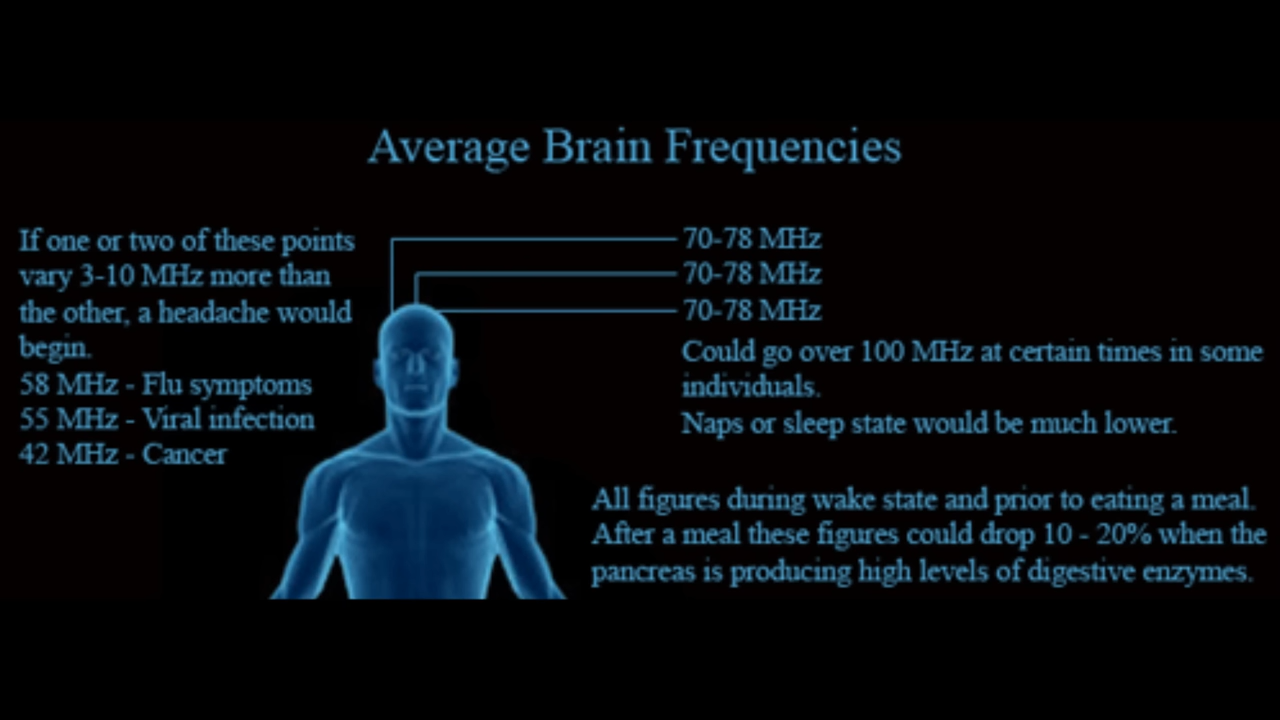 Average Brain Frequencies
If one or two of these points
vary 3-10 MHz more than
the other, a headache would
begin.
58 MHz - Flu symptoms
55 MHz - Viral infection
42 MHz - Cancer
70-78 MHz
70-78 MHz
70-78 MHz
Could go over 100 MHz at certain times in some
individuals.
Naps or sleep state would be much lower.
All figures during wake state and prior to eating a meal.
After a meal these figures could drop 10 - 20% when the
pancreas is producing high levels of digestive enzymes.